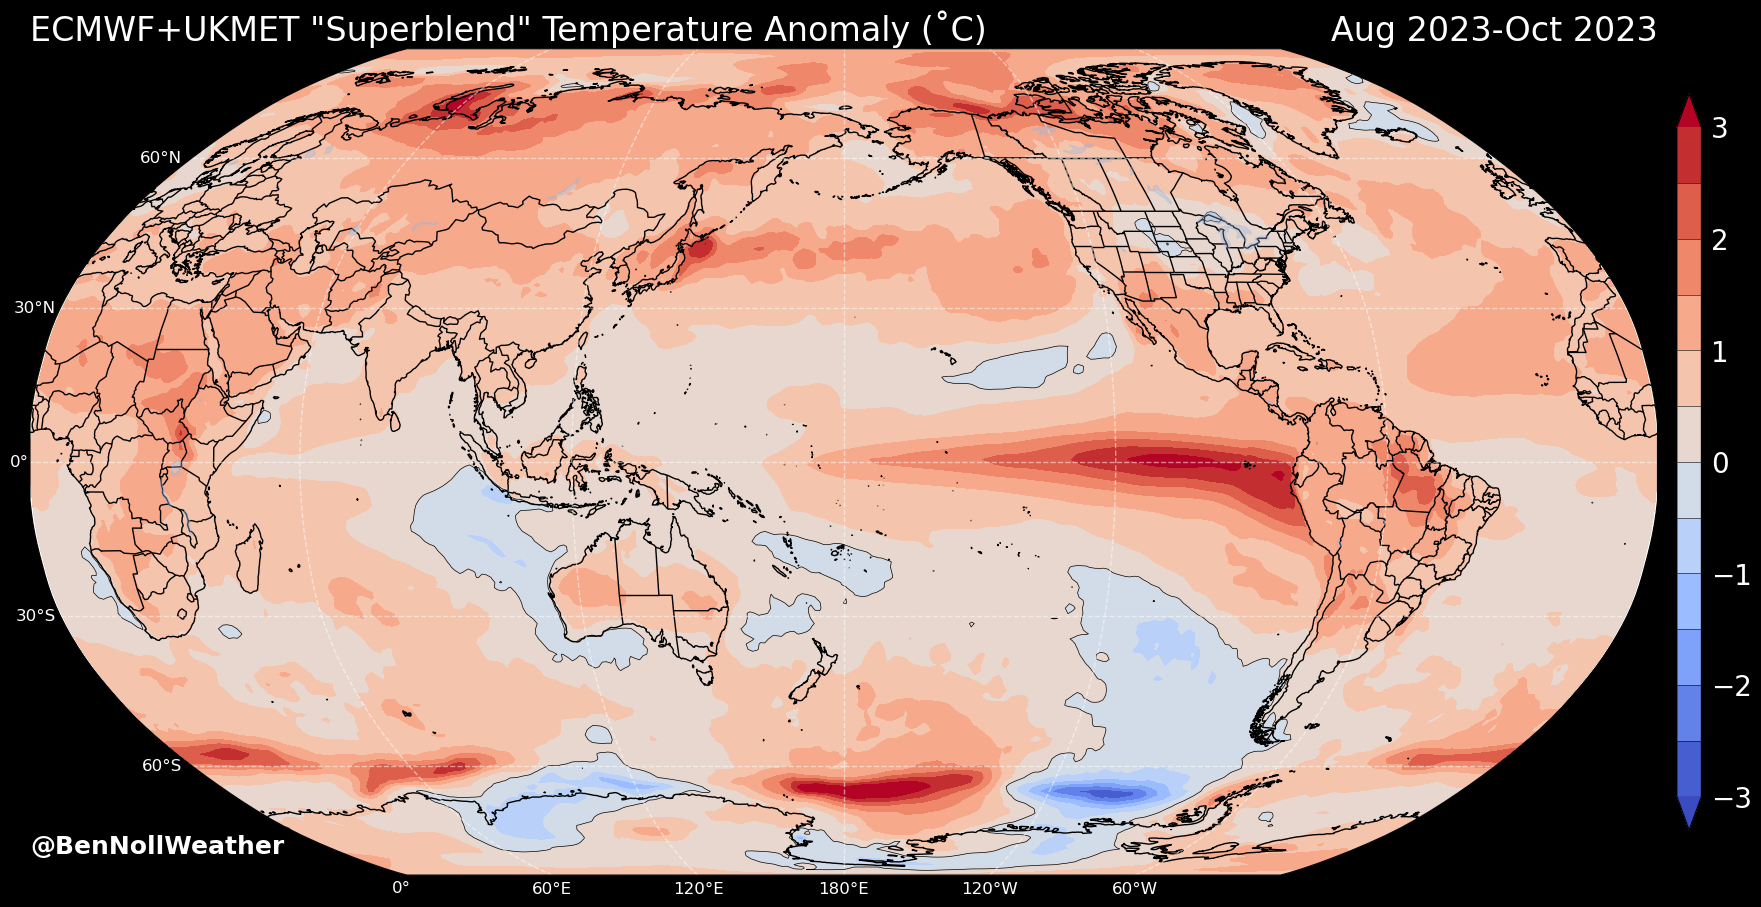 ECMWF+UKMET "Superblend" Temperature Anomaly (˚C)
Aug 2023-Oct 2023
60°N
30°N
0°
30°S
60°S
3
2
1
0
−1
−2
−3
@BenNollWeather
0°
60°E
120°E
180°E
120°W
60°W